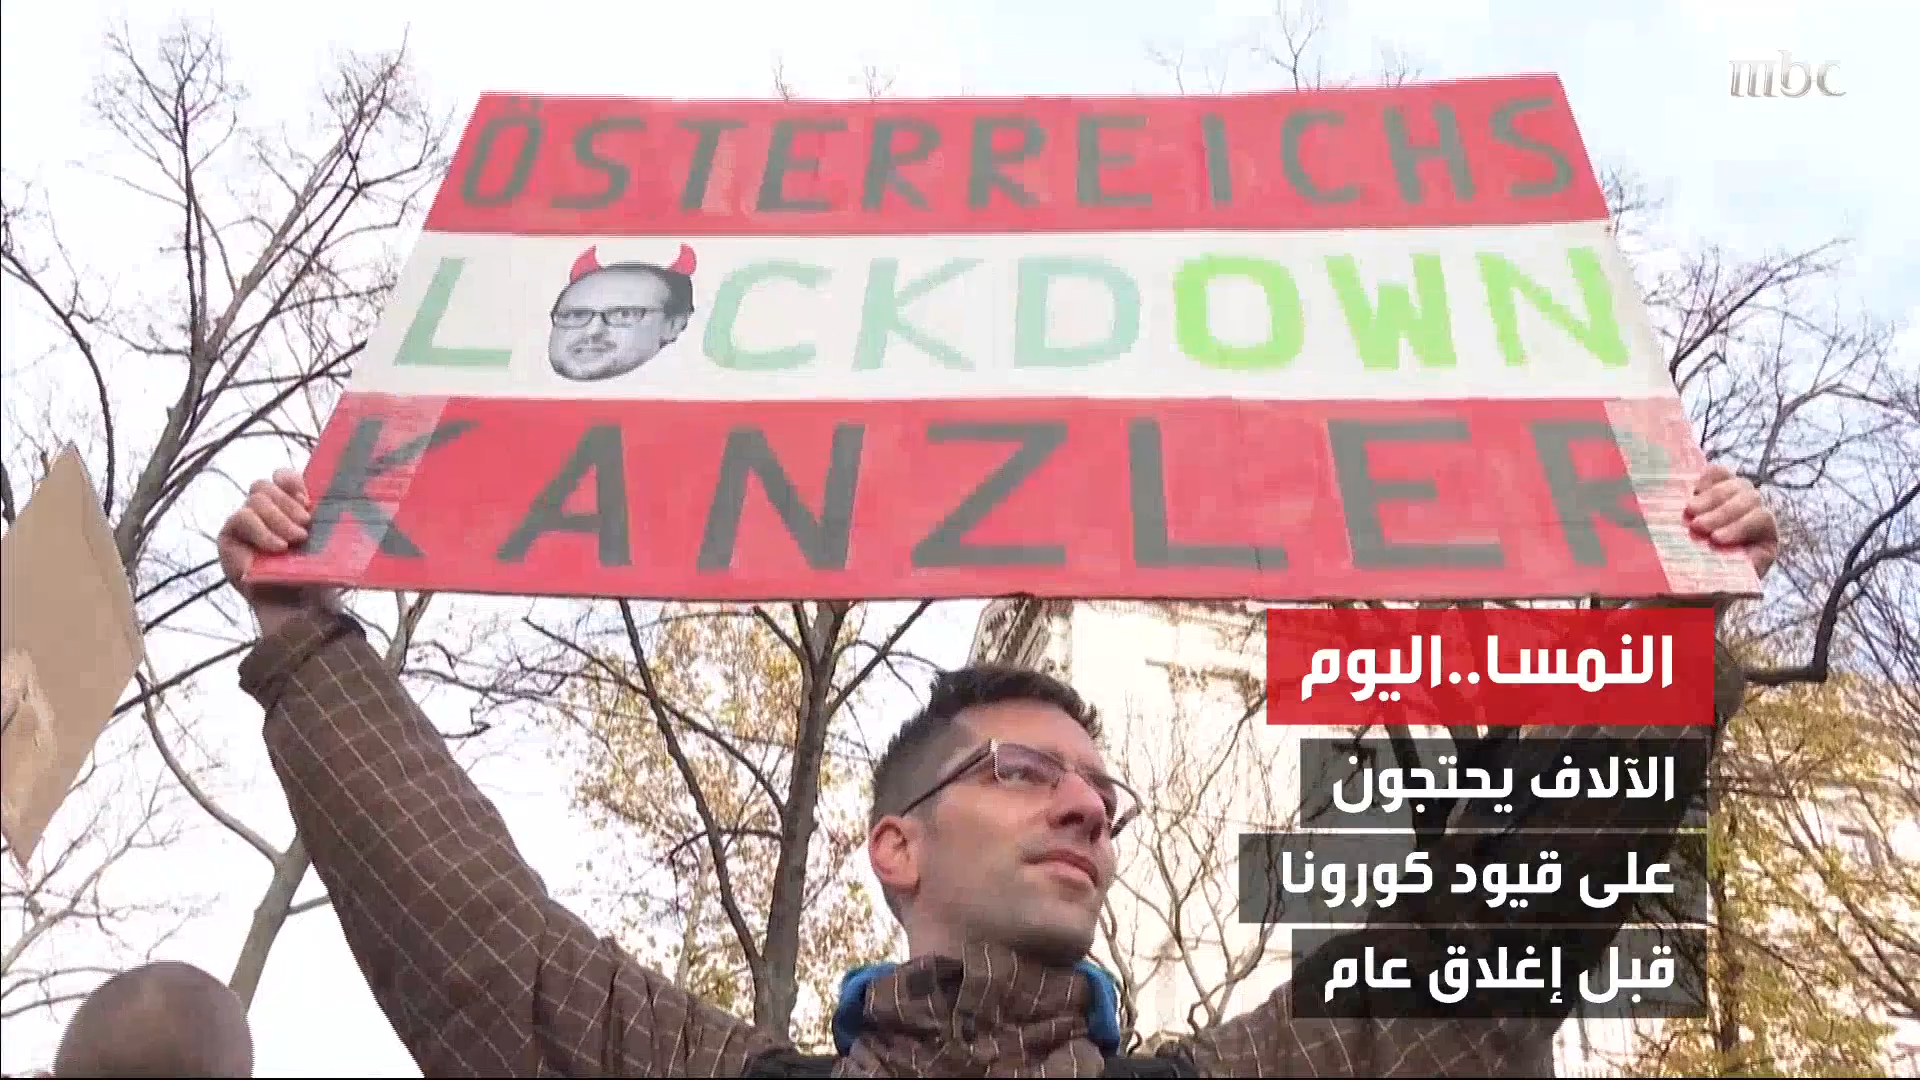 mbc
ÖSTERREICHS
LOCKDOWN
KANZLER
النمسا..اليوم
الآلاف يحتجون
على قيود كورونا
قبل إغلاق عام